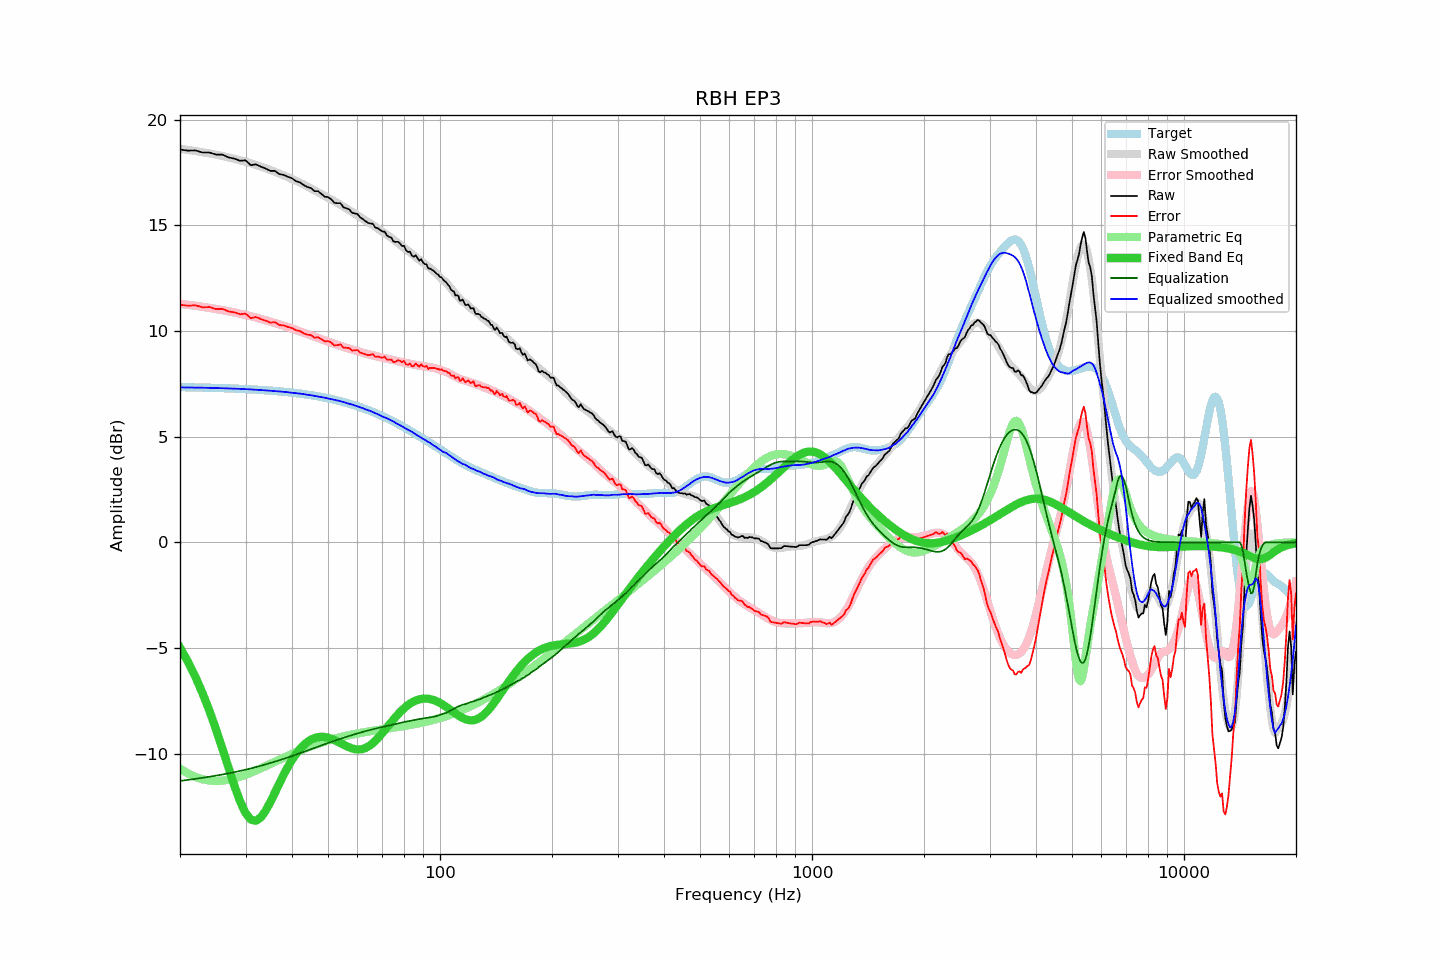 RBH EP3
Amplitude (dBr)
20
15
10
5
0
−5
−10
Target
Raw Smoothed
Error Smoothed
Raw
Error
Parametric Eq
Fixed Band Eq
Equalization
Equalized smoothed
100
1000
10000
Frequency (Hz)